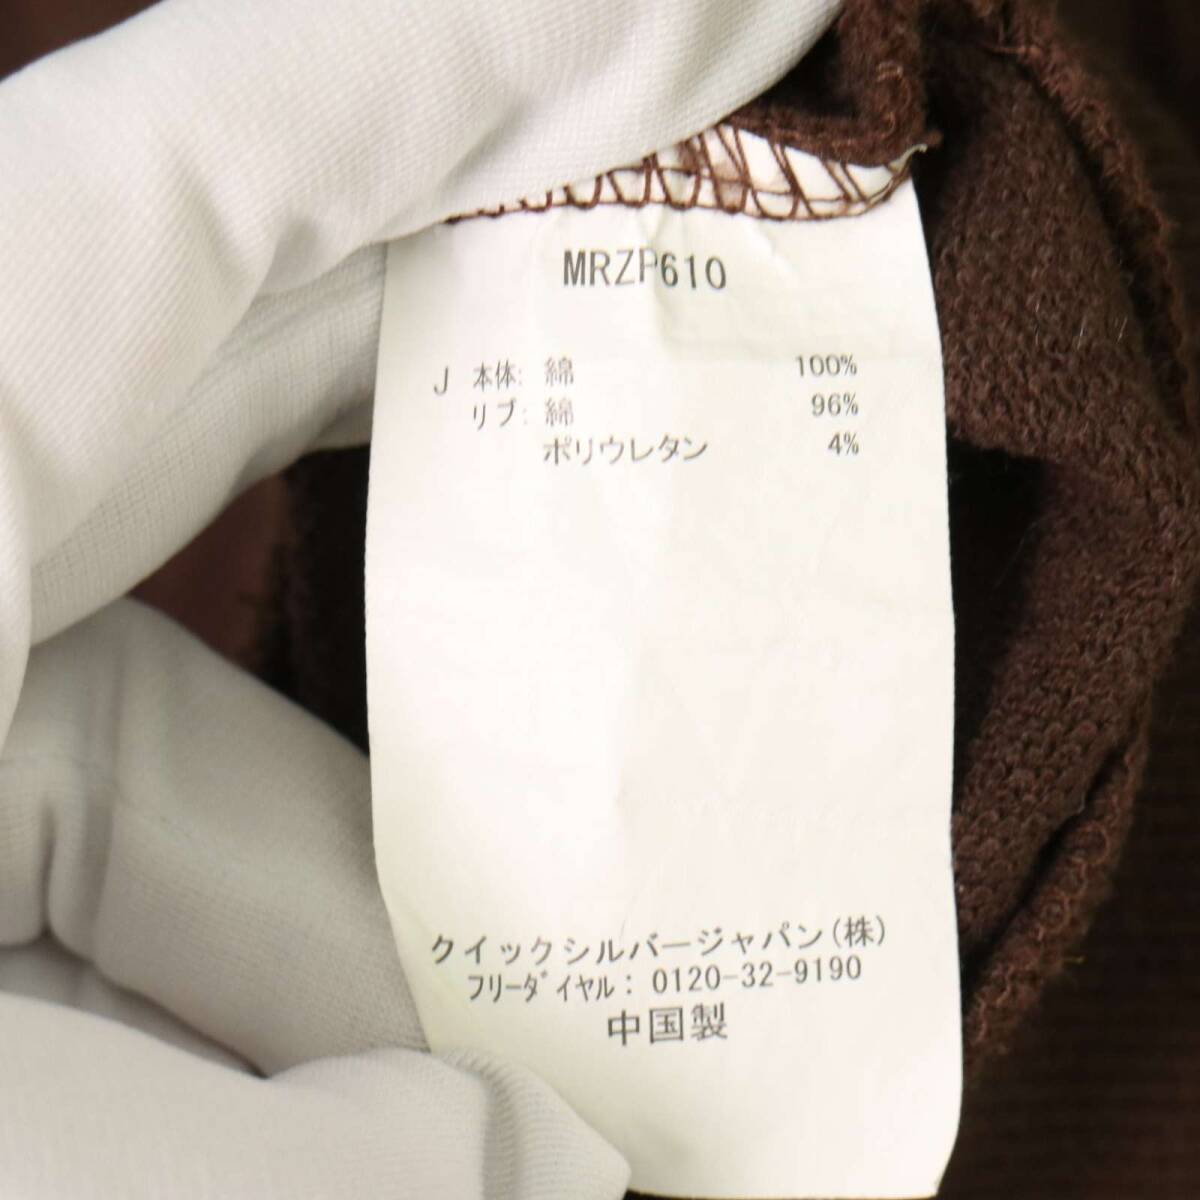 MRZP610
J 本体: 綿 100%
リブ: 綿 96%
ポリウレタン 4%
クイックシルバージャパン(株)
フリーダイヤル: 0120-32-9190
中国製